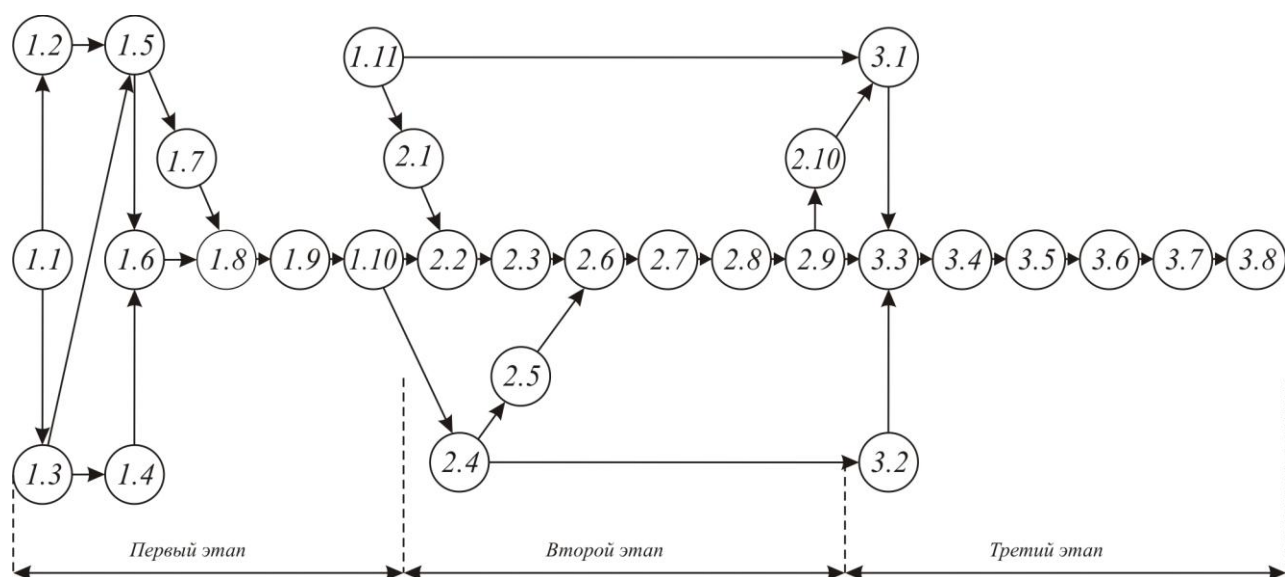 1.2 1.5 1.11 3.1
1.7 2.1 2.10
1.1 1.6 1.8 1.9 1.10 2.2 2.3 2.6 2.7 2.8 2.9 3.3 3.4 3.5 3.6 3.7 3.8
2.5
1.3 1.4 2.4 3.2
Первый этап Второй этап Третий этап